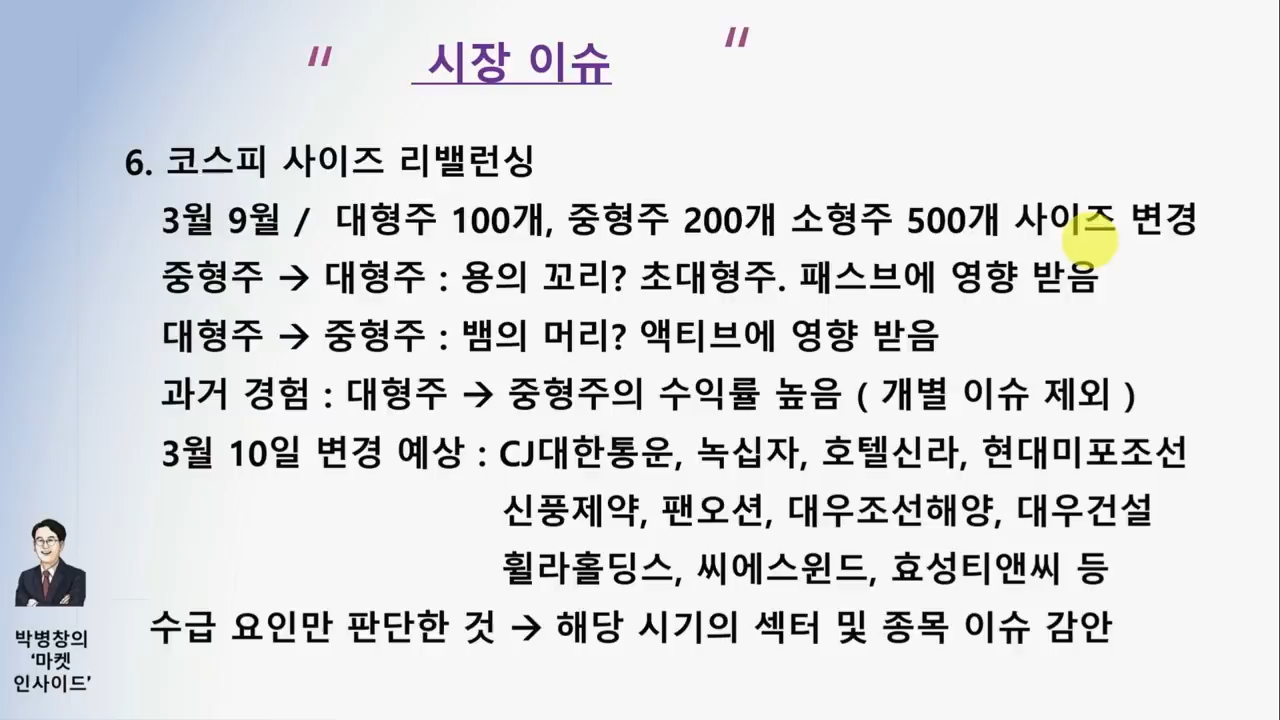 " 시장 이슈 "
6. 코스피 사이즈 리밸런싱
3월 9월 / 대형주 100개, 중형주 200개 소형주 500개 사이즈 변경
중형주 → 대형주 : 용의 꼬리? 초대형주. 패스브에 영향 받음
대형주 → 중형주 : 뱀의 머리? 액티브에 영향 받음
과거 경험 : 대형주 → 중형주의 수익률 높음 ( 개별 이슈 제외 )
3월 10일 변경 예상 : CJ대한통운, 녹십자, 호텔신라, 현대미포조선
신풍제약, 팬오션, 대우조선해양, 대우건설
휠라홀딩스, 씨에스윈드, 효성티앤씨 등
수급 요인만 판단한 것 → 해당 시기의 섹터 및 종목 이슈 감안
박병창의
‘마켓
인사이드’